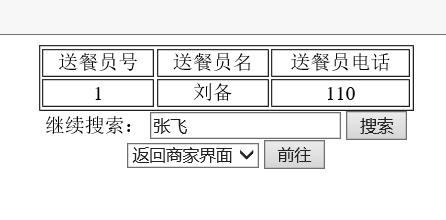 送餐员号 送餐员名 送餐员电话
1 刘备 110
继续搜索： 张飞 搜索
返回商家界面 前往